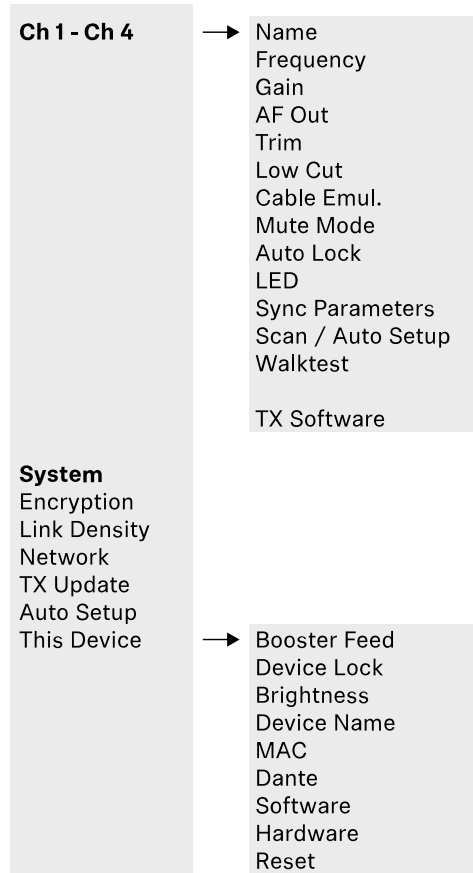 Ch 1 - Ch 4
Name
Frequency
Gain
AF Out
Trim
Low Cut
Cable Emul.
Mute Mode
Auto Lock
LED
Sync Parameters
Scan / Auto Setup
Walktest
TX Software
System
Encryption
Link Density
Network
TX Update
Auto Setup
This Device
Booster Feed
Device Lock
Brightness
Device Name
MAC
Dante
Software
Hardware
Reset